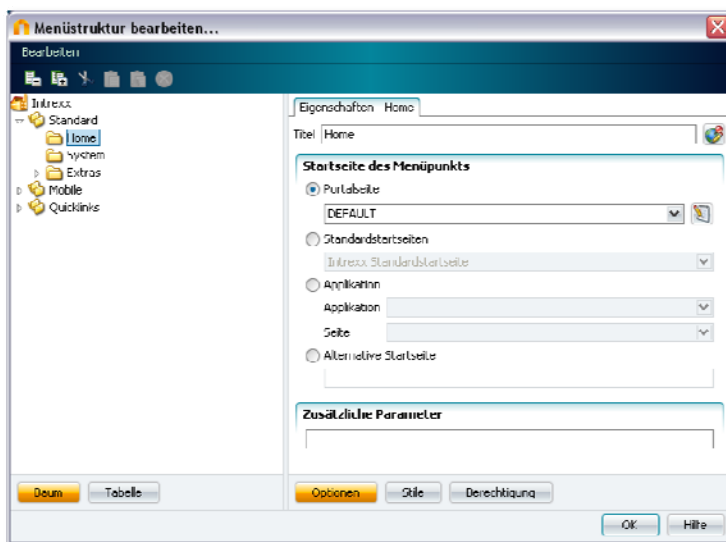 Menüstruktur bearbeiten...
Bearbeiten
Intrexx
Standard
Home
System
Extras
Mobile
Quicklinks
Eigenschaften Home
Titel Home
Startseite des Menüpunkts
Portalseite
DEFAULT
Standardstartseiten
Intrexx Standardstartseite
Applikation
Applikation
Seite
Alternative Startseite
Zusätzliche Parameter
Baum Tabelle
Optionen Stile Berechtigung
OK Hilfe